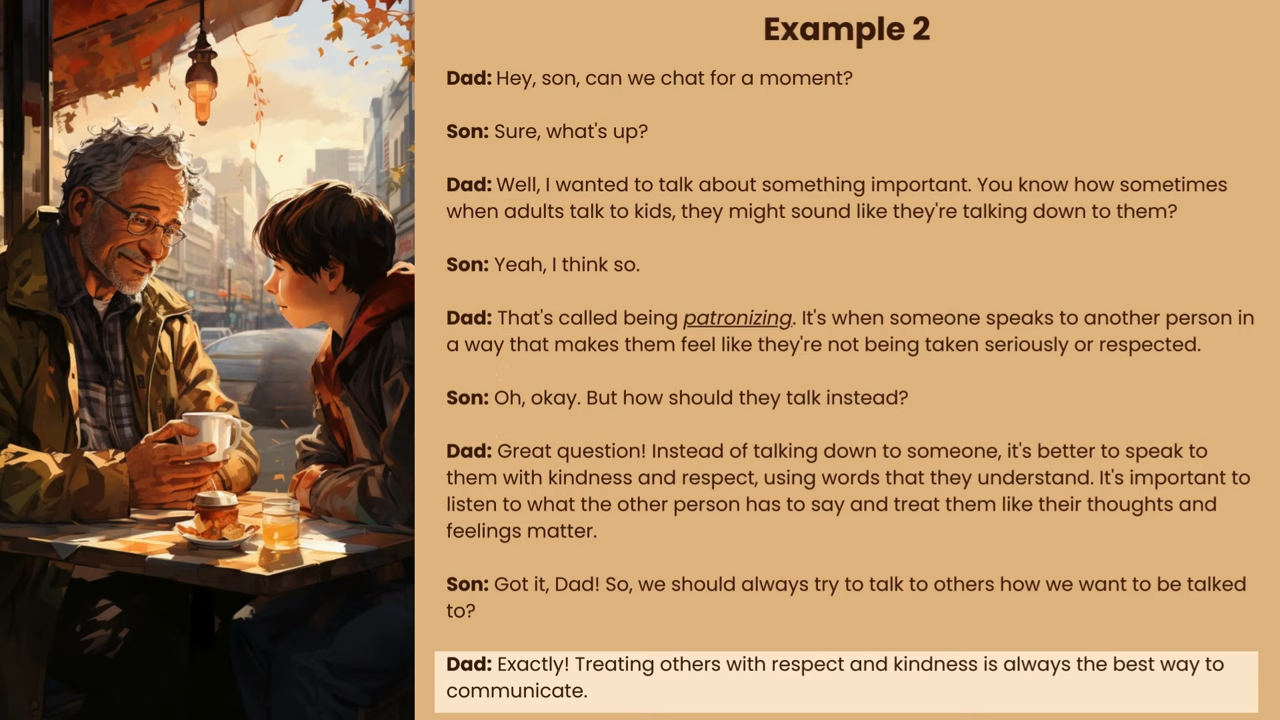 Example 2
Dad: Hey, son, can we chat for a moment?
Son: Sure, what's up?
Dad: Well, I wanted to talk about something important. You know how sometimes
when adults talk to kids, they might sound like they're talking down to them?
Son: Yeah, I think so.
Dad: That's called being patronizing. It's when someone speaks to another person in
a way that makes them feel like they're not being taken seriously or respected.
Son: Oh, okay. But how should they talk instead?
Dad: Great question! Instead of talking down to someone, it's better to speak to
them with kindness and respect, using words that they understand. It's important to
listen to what the other person has to say and treat them like their thoughts and
feelings matter.
Son: Got it, Dad! So, we should always try to talk to others how we want to be talked
to?
Dad: Exactly! Treating others with respect and kindness is always the best way to
communicate.